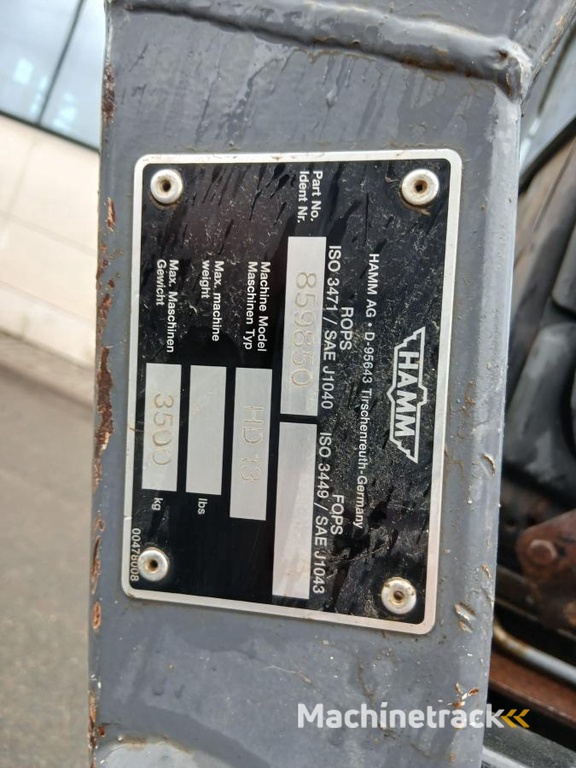 HAMM
HAMM AG • D-95643 Tirschenreuth-Germany
ROPS FOPS
ISO 3471 / SAE J1040 ISO 3449 / SAE J1043
Part No.
Ident Nr. 859850
Machine Model
Maschinen Typ HD 13
Max. machine
weight lbs
Max. Maschinen
Gewicht 3500 kg
00478008
Machinetrack